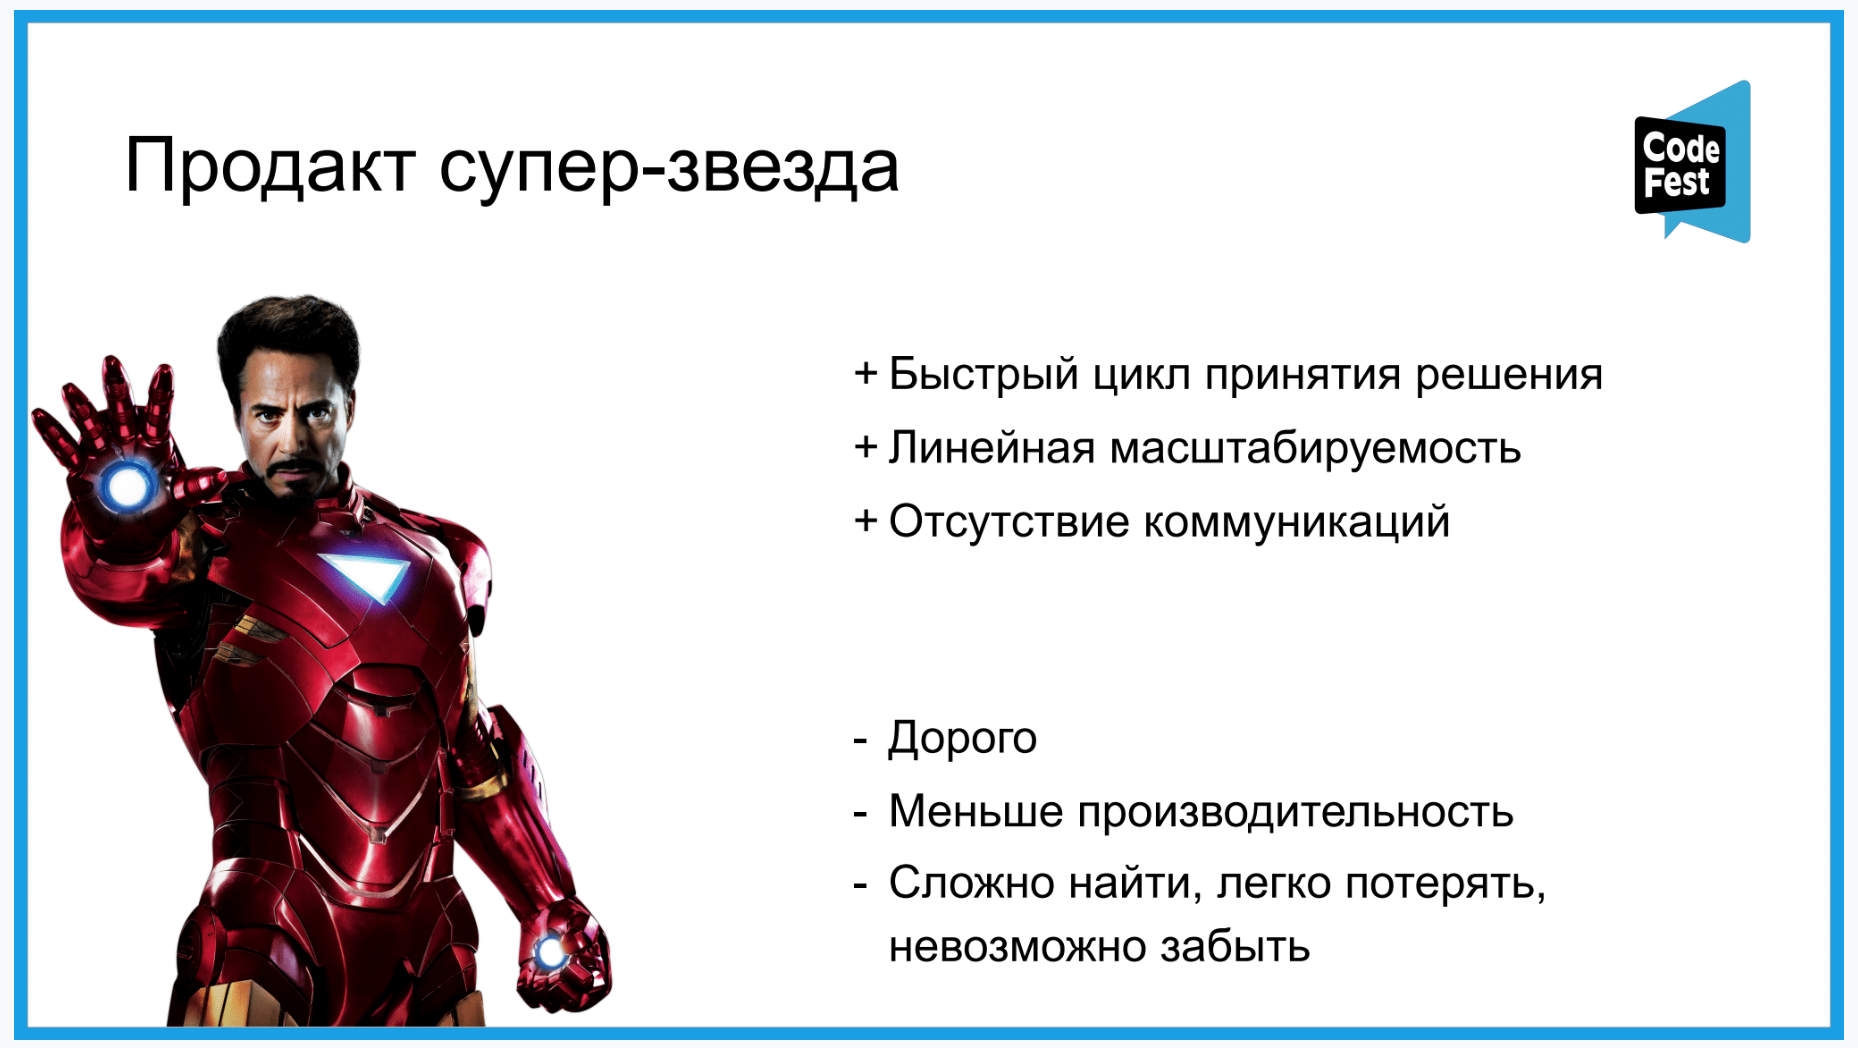 Продакт супер-звезда
Code
Fest
+ Быстрый цикл принятия решения
+ Линейная масштабируемость
+ Отсутствие коммуникаций
- Дорого
- Меньше производительность
- Сложно найти, легко потерять,
невозможно забыть